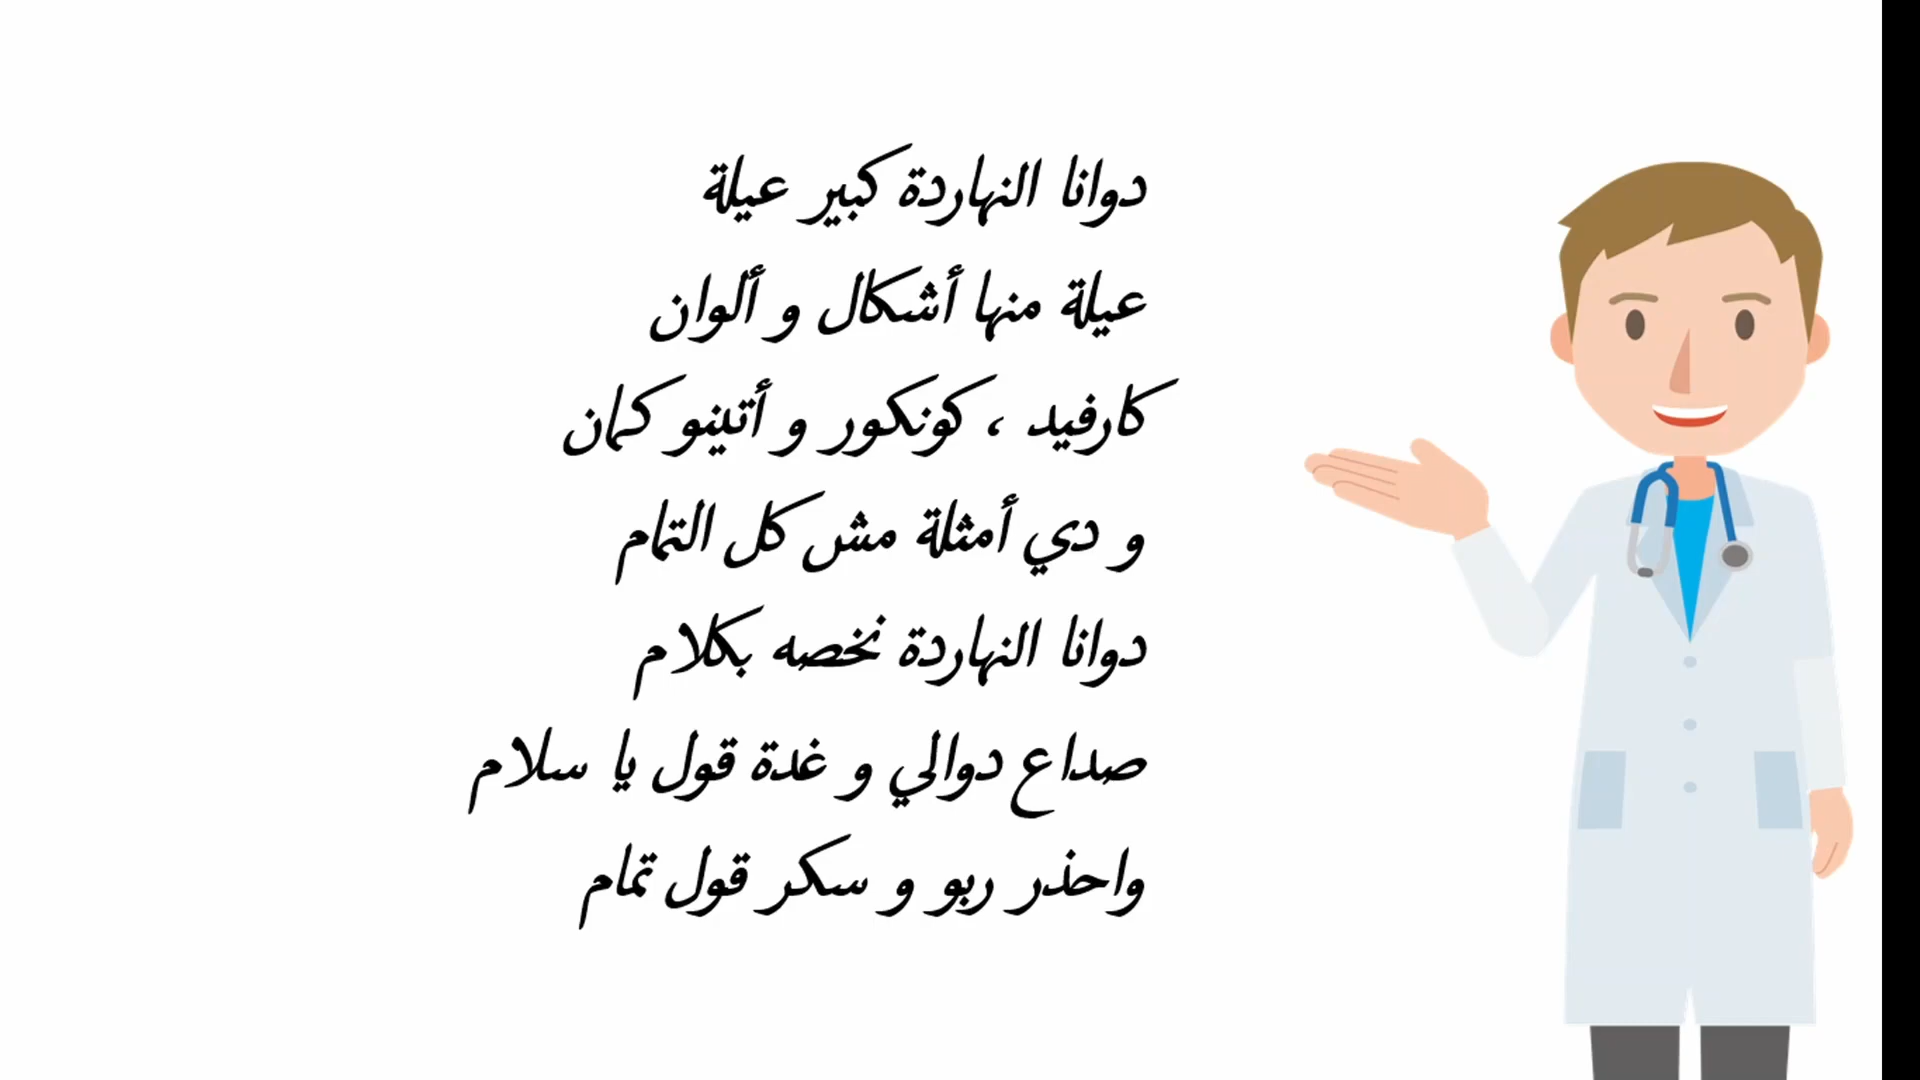 دوانا النهاردة كبير عيلة
عيلة منها أشكال و ألوان
كارفيد ، كونكور و أتينو كمان
و دي أمثلة مش كل التمام
دوانا النهاردة نخصه بكلام
صداع دوالي و غدة قول يا سلام
واحذر ربو و سكر قول تمام